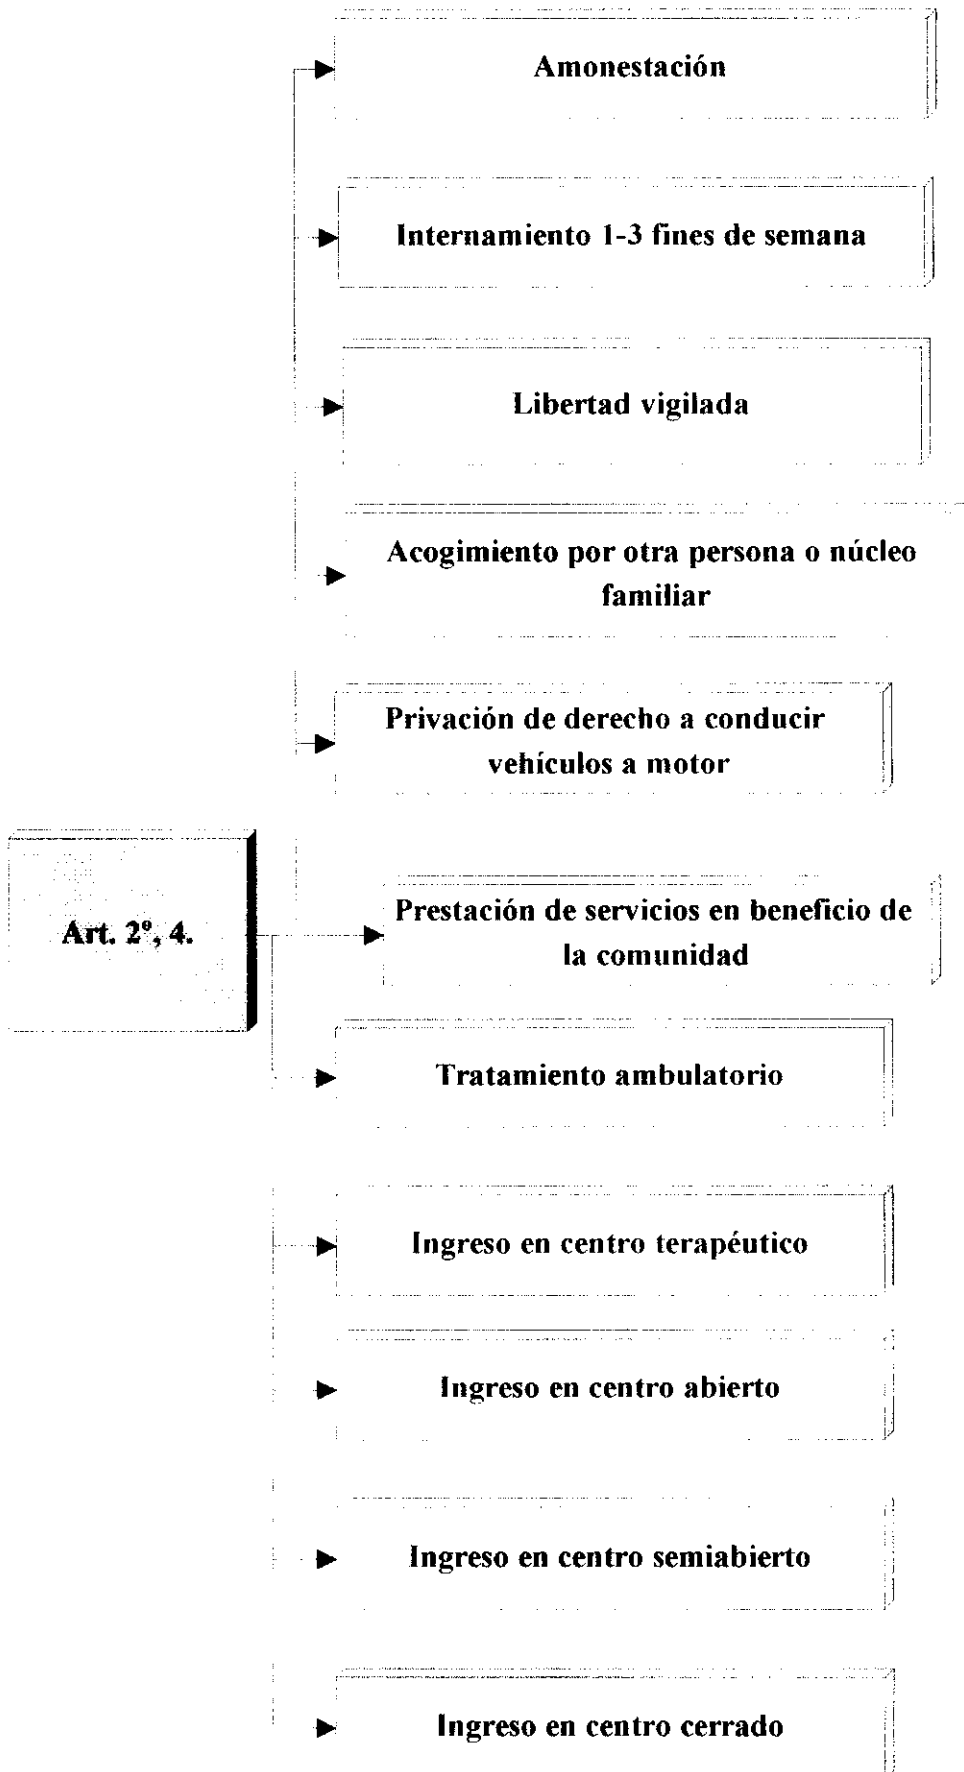 Amonestación
Internamiento 1-3 fines de semana
Libertad vigilada
Acogimiento por otra persona o núcleo
familiar
Privación de derecho a conducir
vehículos a motor
Art. 2º, 4.
Prestación de servicios en beneficio de
la comunidad
Tratamiento ambulatorio
Ingreso en centro terapéutico
Ingreso en centro abierto
Ingreso en centro semiabierto
Ingreso en centro cerrado